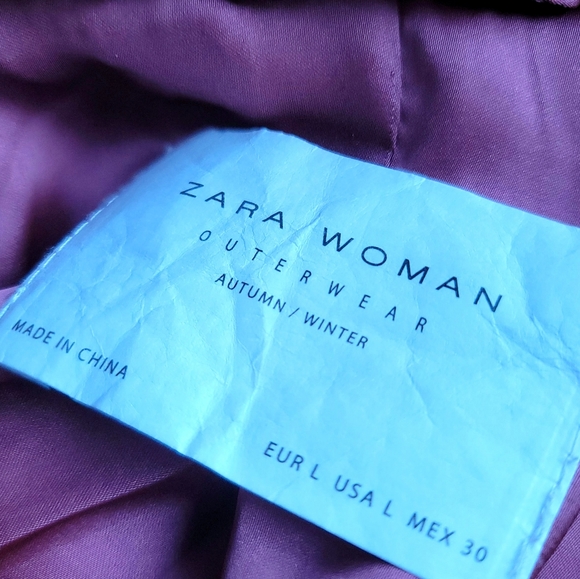 ZARA WOMAN
OUTERWEAR
AUTUMN / WINTER
MADE IN CHINA
EUR L USA L MEX 30